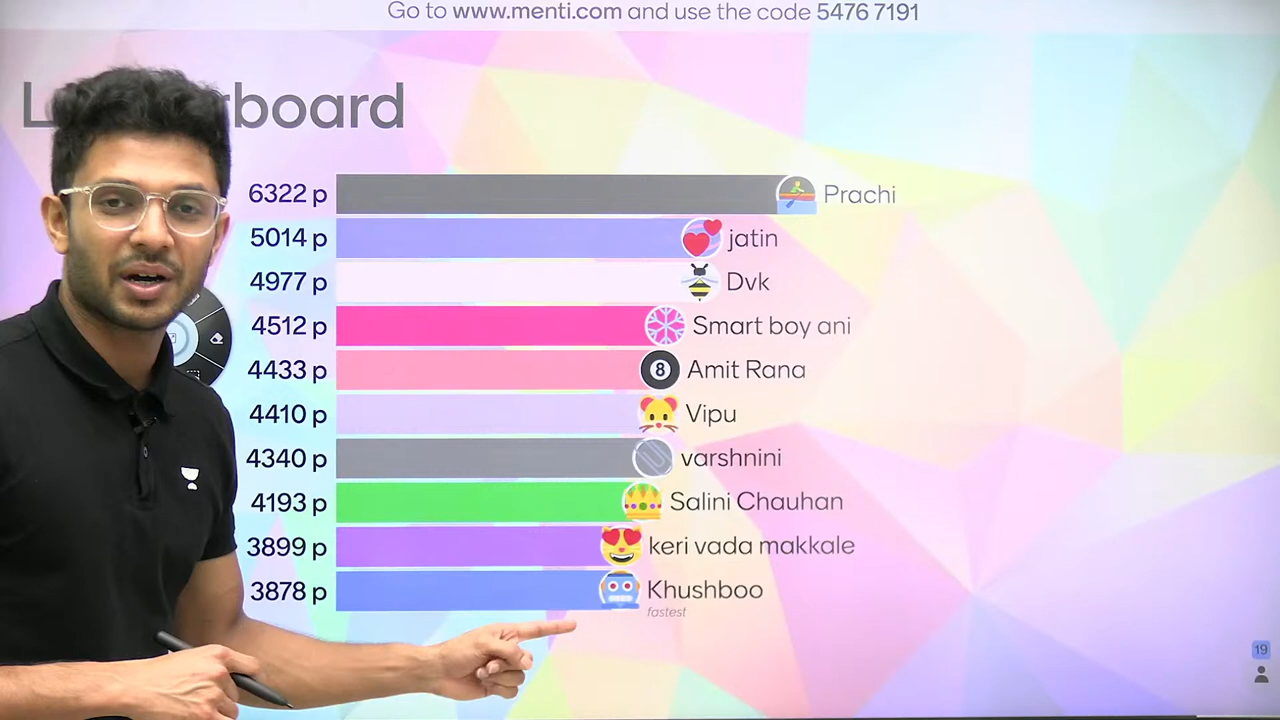 Go to www.menti.com and use the code 5476 7191
L rboard
6322 p Prachi
5014 p jatin
4977 p Dvk
4512 p Smart boy ani
4433 p 8 Amit Rana
4410 p Vipu
4340 p varshnini
4193 p Salini Chauhan
3899 p keri vada makkale
3878 p Khushboo
fastest
19